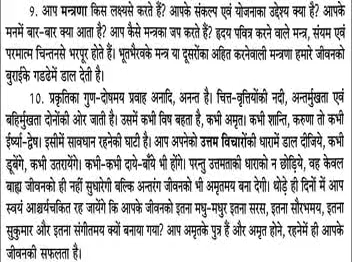 9. आप मन्त्रणा किस लक्ष्यसे करते हैं? आपके संकल्प एवं योजनाका उद्देश्य क्या है? आपके
मनमें बार-बार क्या आता है? आप कैसे मन्त्रका जप करते हैं? हृदय पवित्र करने वाले मन्त्र, संयम एवं
परमात्म चिन्तनसे भरपूर होते हैं। भूतभैरवके मन्त्र या दूसरोंका अहित करनेवाली मन्त्रणा हमारे जीवनको
बुराईके गडढेमें डाल देती है।
10. प्रकृतिका गुण-दोषमय प्रवाह अनादि, अनन्त है। चित्त-वृत्तियोंकी नदी, अन्तर्मुखता एवं
बहिर्मुखता दोनोंकी ओर जाती है। उसमें कभी विष बहता है, कभी अमृत। कभी शान्ति, करुणा तो कभी
ईर्ष्या-द्वेष। इसीमें सावधान रहनेकी घाटी है। आप अपनेको उत्तम विचारोंकी धारामें डाल दीजिये, कभी
डूबेंगे, कभी उतरायेंगे। कभी-कभी दाये-बाँये भी होंगे। परन्तु उत्तमताकी धाराको न छोड़िये, वह केवल
बाह्य जीवनको ही नहीं सुधारेगी बल्कि अन्तरंग जीवनको भी अमृतमय बना देगी। थोड़े ही दिनों में आप
स्वयं आश्चर्यचकित रह जायेंगे कि आपके जीवनको इतना मधु-मधुर इतना सरस, इतना सौरभमय, इतना
सुकुमार और इतना संगीतमय क्यों बनाया गया? आप अमृतके पुत्र हैं और अमृत होने, रहनेमें ही आपके
जीवनकी सफलता है।